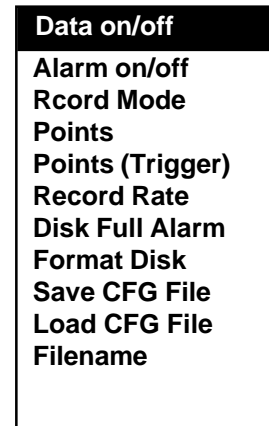 Data on/off
Alarm on/off
Rcord Mode
Points
Points (Trigger)
Record Rate
Disk Full Alarm
Format Disk
Save CFG File
Load CFG File
Filename